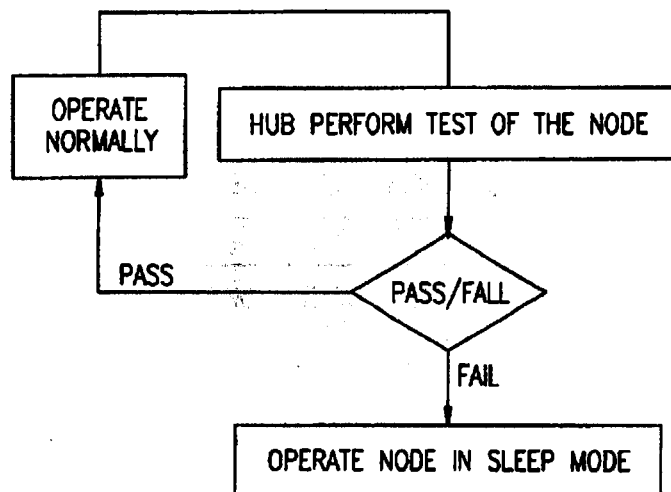 OPERATE
NORMALLY
HUB PERFORM TEST OF THE NODE
PASS
PASS/FALL
FAIL
OPERATE NODE IN SLEEP MODE